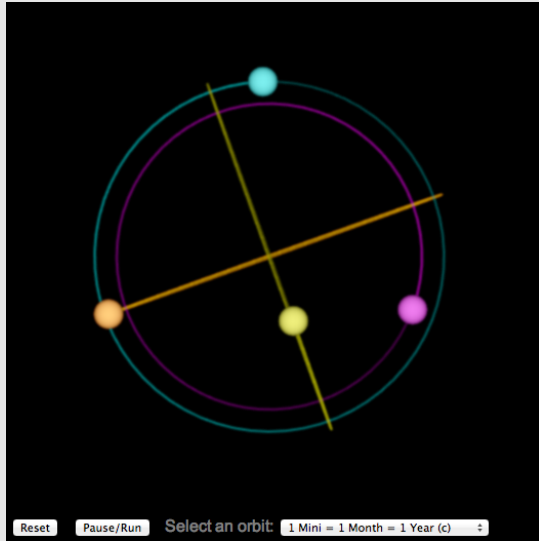 Reset Pause/Run Select an orbit: 1 Mini = 1 Month = 1 Year (c)